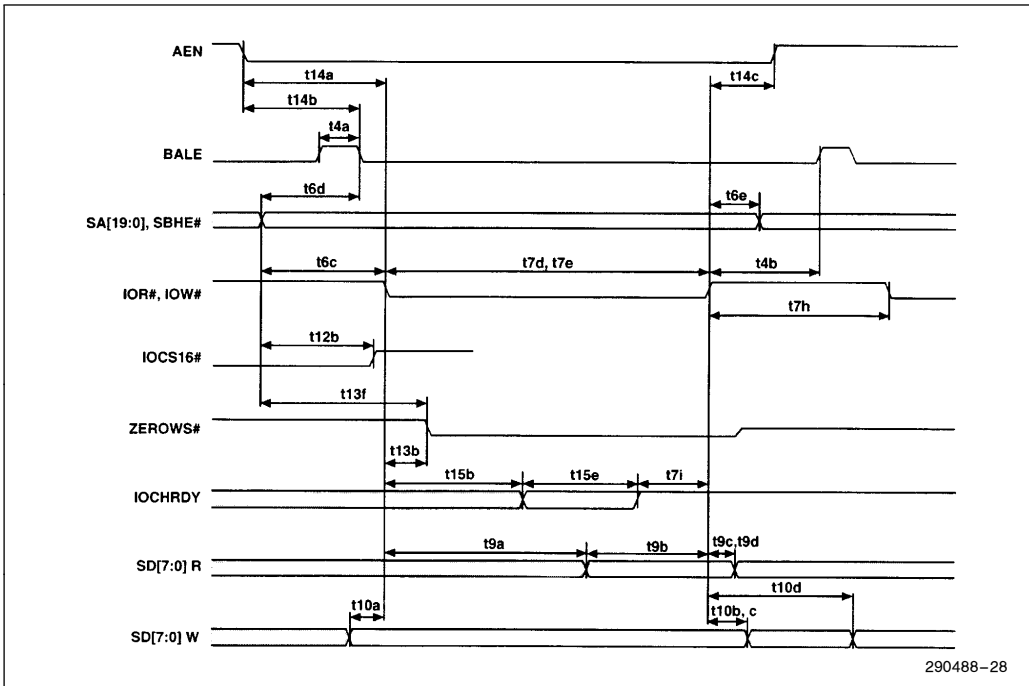 AEN
t14a
t14c
t14b
t4a
BALE
t6d
t6e
SA[19:0], SBHE#
t6c
t7d, t7e
t4b
IOR#, IOW#
t7h
t12b
IOCS16#
t13f
ZEROWS#
t13b
t15b
t15e
t7i
IOCHRDY
t9a
t9b
t9c,t9d
SD[7:0] R
t10d
t10a
t10b, c
SD[7:0] W
290488–28